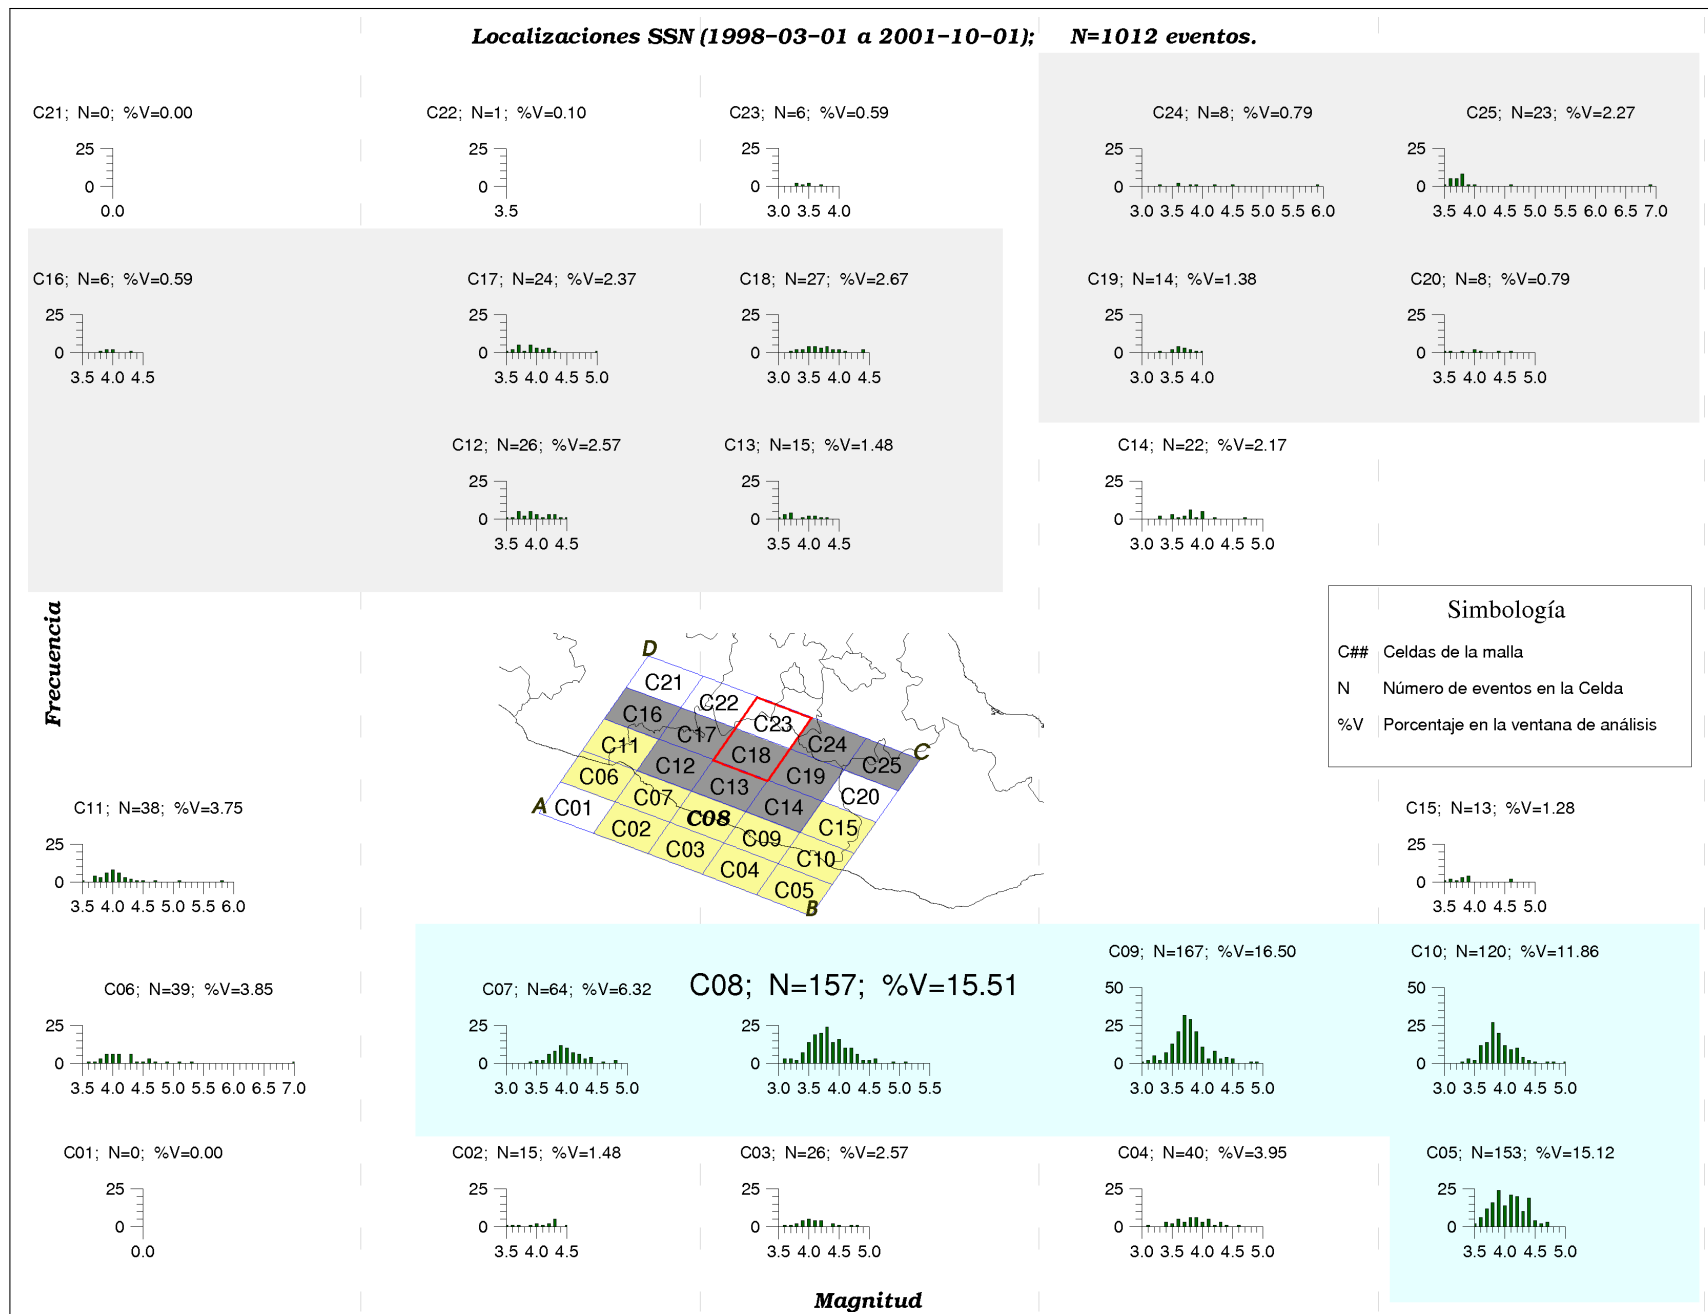 Localizaciones SSN (1998-03-01 a 2001-10-01); N=1012 eventos.
C21; N=0; %V=0.00
25
0
0.0
C22; N=1; %V=0.10
25
0
3.5
C23; N=6; %V=0.59
25
0
3.0 3.5 4.0
C24; N=8; %V=0.79
25
0
3.0 3.5 4.0 4.5 5.0 5.5 6.0
C25; N=23; %V=2.27
25
0
3.5 4.0 4.5 5.0 5.5 6.0 6.5 7.0
C16; N=6; %V=0.59
25
0
3.5 4.0 4.5
C17; N=24; %V=2.37
25
0
3.5 4.0 4.5 5.0
C18; N=27; %V=2.67
25
0
3.0 3.5 4.0 4.5
C19; N=14; %V=1.38
25
0
3.0 3.5 4.0
C20; N=8; %V=0.79
25
0
3.5 4.0 4.5 5.0
C12; N=26; %V=2.57
25
0
3.5 4.0 4.5
C13; N=15; %V=1.48
25
0
3.5 4.0 4.5
C14; N=22; %V=2.17
25
0
3.0 3.5 4.0 4.5 5.0
Frecuencia
Simbología
C## Celdas de la malla
N Número de eventos en la Celda
%V Porcentaje en la ventana de análisis
D
C21
C22
C23
C16
C17
C24
C18
C25
C
C11
C12
C19
C06
C13
C20
A
C01
C07
C14
C08
C02
C09
C15
C03
C10
C04
C05
B
C11; N=38; %V=3.75
25
0
3.5 4.0 4.5 5.0 5.5 6.0
C15; N=13; %V=1.28
25
0
3.5 4.0 4.5 5.0
C06; N=39; %V=3.85
25
0
3.5 4.0 4.5 5.0 5.5 6.0 6.5 7.0
C07; N=64; %V=6.32
25
0
3.0 3.5 4.0 4.5 5.0
C08; N=157; %V=15.51
25
0
3.0 3.5 4.0 4.5 5.0 5.5
C09; N=167; %V=16.50
50
25
0
3.0 3.5 4.0 4.5 5.0
C10; N=120; %V=11.86
50
25
0
3.0 3.5 4.0 4.5 5.0
C01; N=0; %V=0.00
25
0
0.0
C02; N=15; %V=1.48
25
0
3.5 4.0 4.5
C03; N=26; %V=2.57
25
0
3.5 4.0 4.5 5.0
C04; N=40; %V=3.95
25
0
3.0 3.5 4.0 4.5 5.0
C05; N=153; %V=15.12
25
0
3.5 4.0 4.5 5.0
Magnitud